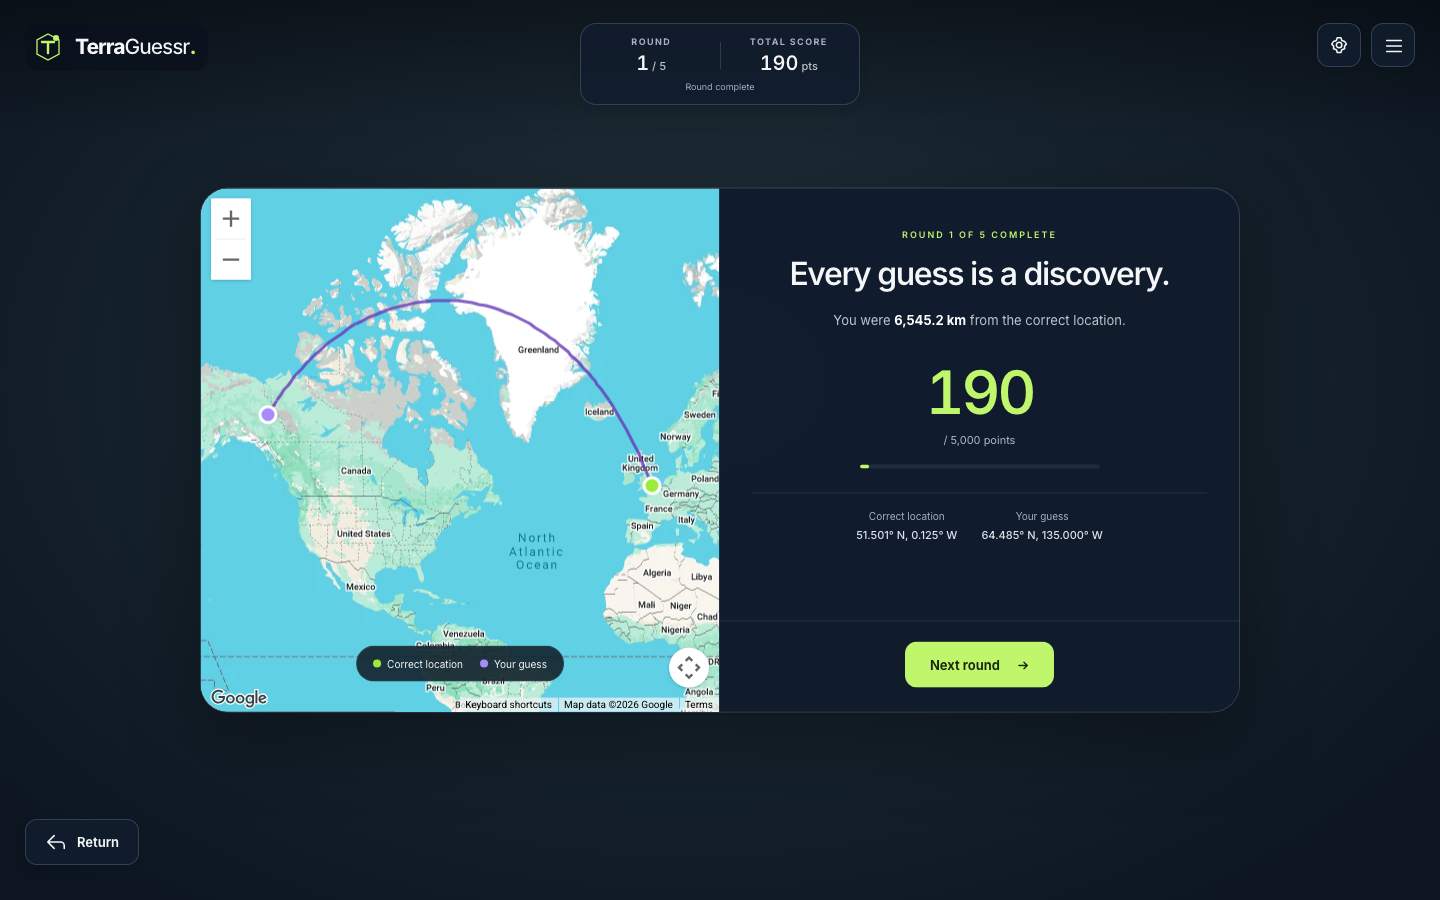 TerraGuessr.
ROUND
1 / 5
TOTAL SCORE
190 pts
Round complete
Greenland
Iceland
Sweden
Norway
United
Kingdom
Poland
Germany
France
Italy
Spain
Canada
United States
Mexico
North
Atlantic
Ocean
Algeria
Libya
Mali
Niger
Chad
Nigeria
Venezuela
Colombia
Correct location
Your guess
Peru
Brazil
DR
Angola
Google
Keyboard shortcuts
Map data ©2026 Google
Terms
ROUND 1 OF 5 COMPLETE
Every guess is a discovery.
You were 6,545.2 km from the correct location.
190
/ 5,000 points
Correct location
51.501° N, 0.125° W
Your guess
64.485° N, 135.000° W
Next round →
Return